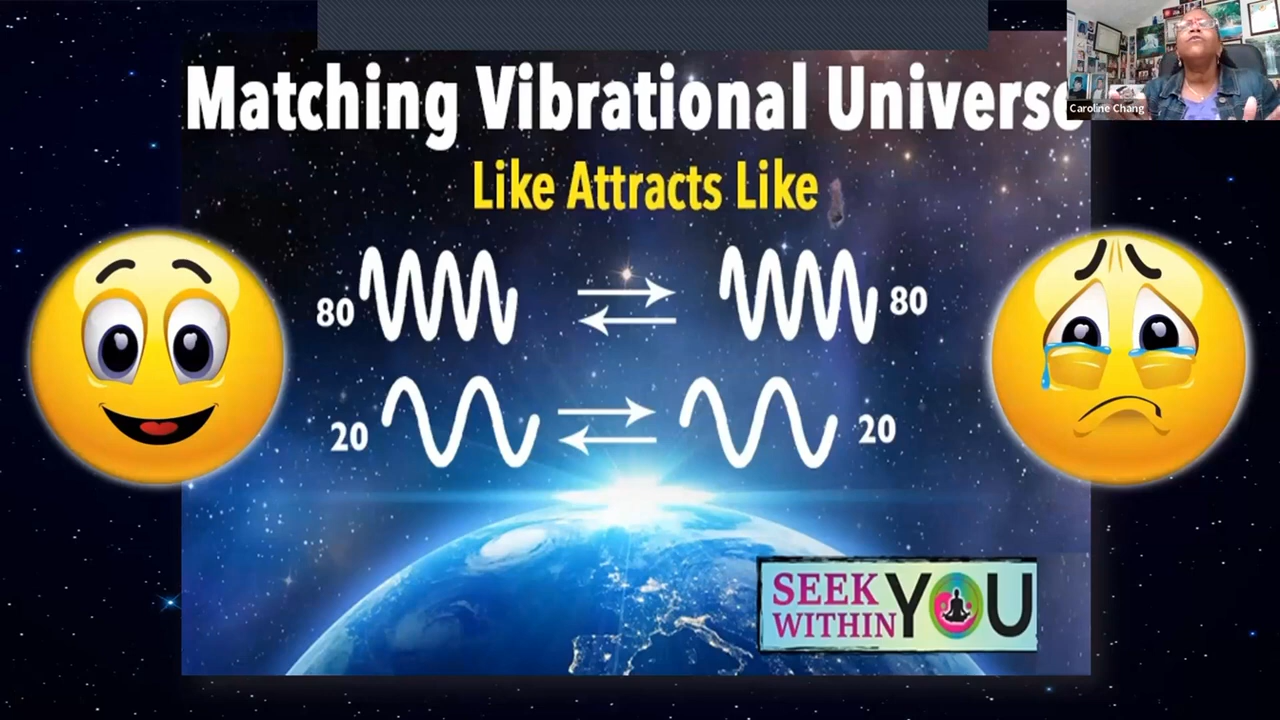 Matching Vibrational Universe
Caroline Chang
Like Attracts Like
80 80
20 20
SEEK WITHIN YOU